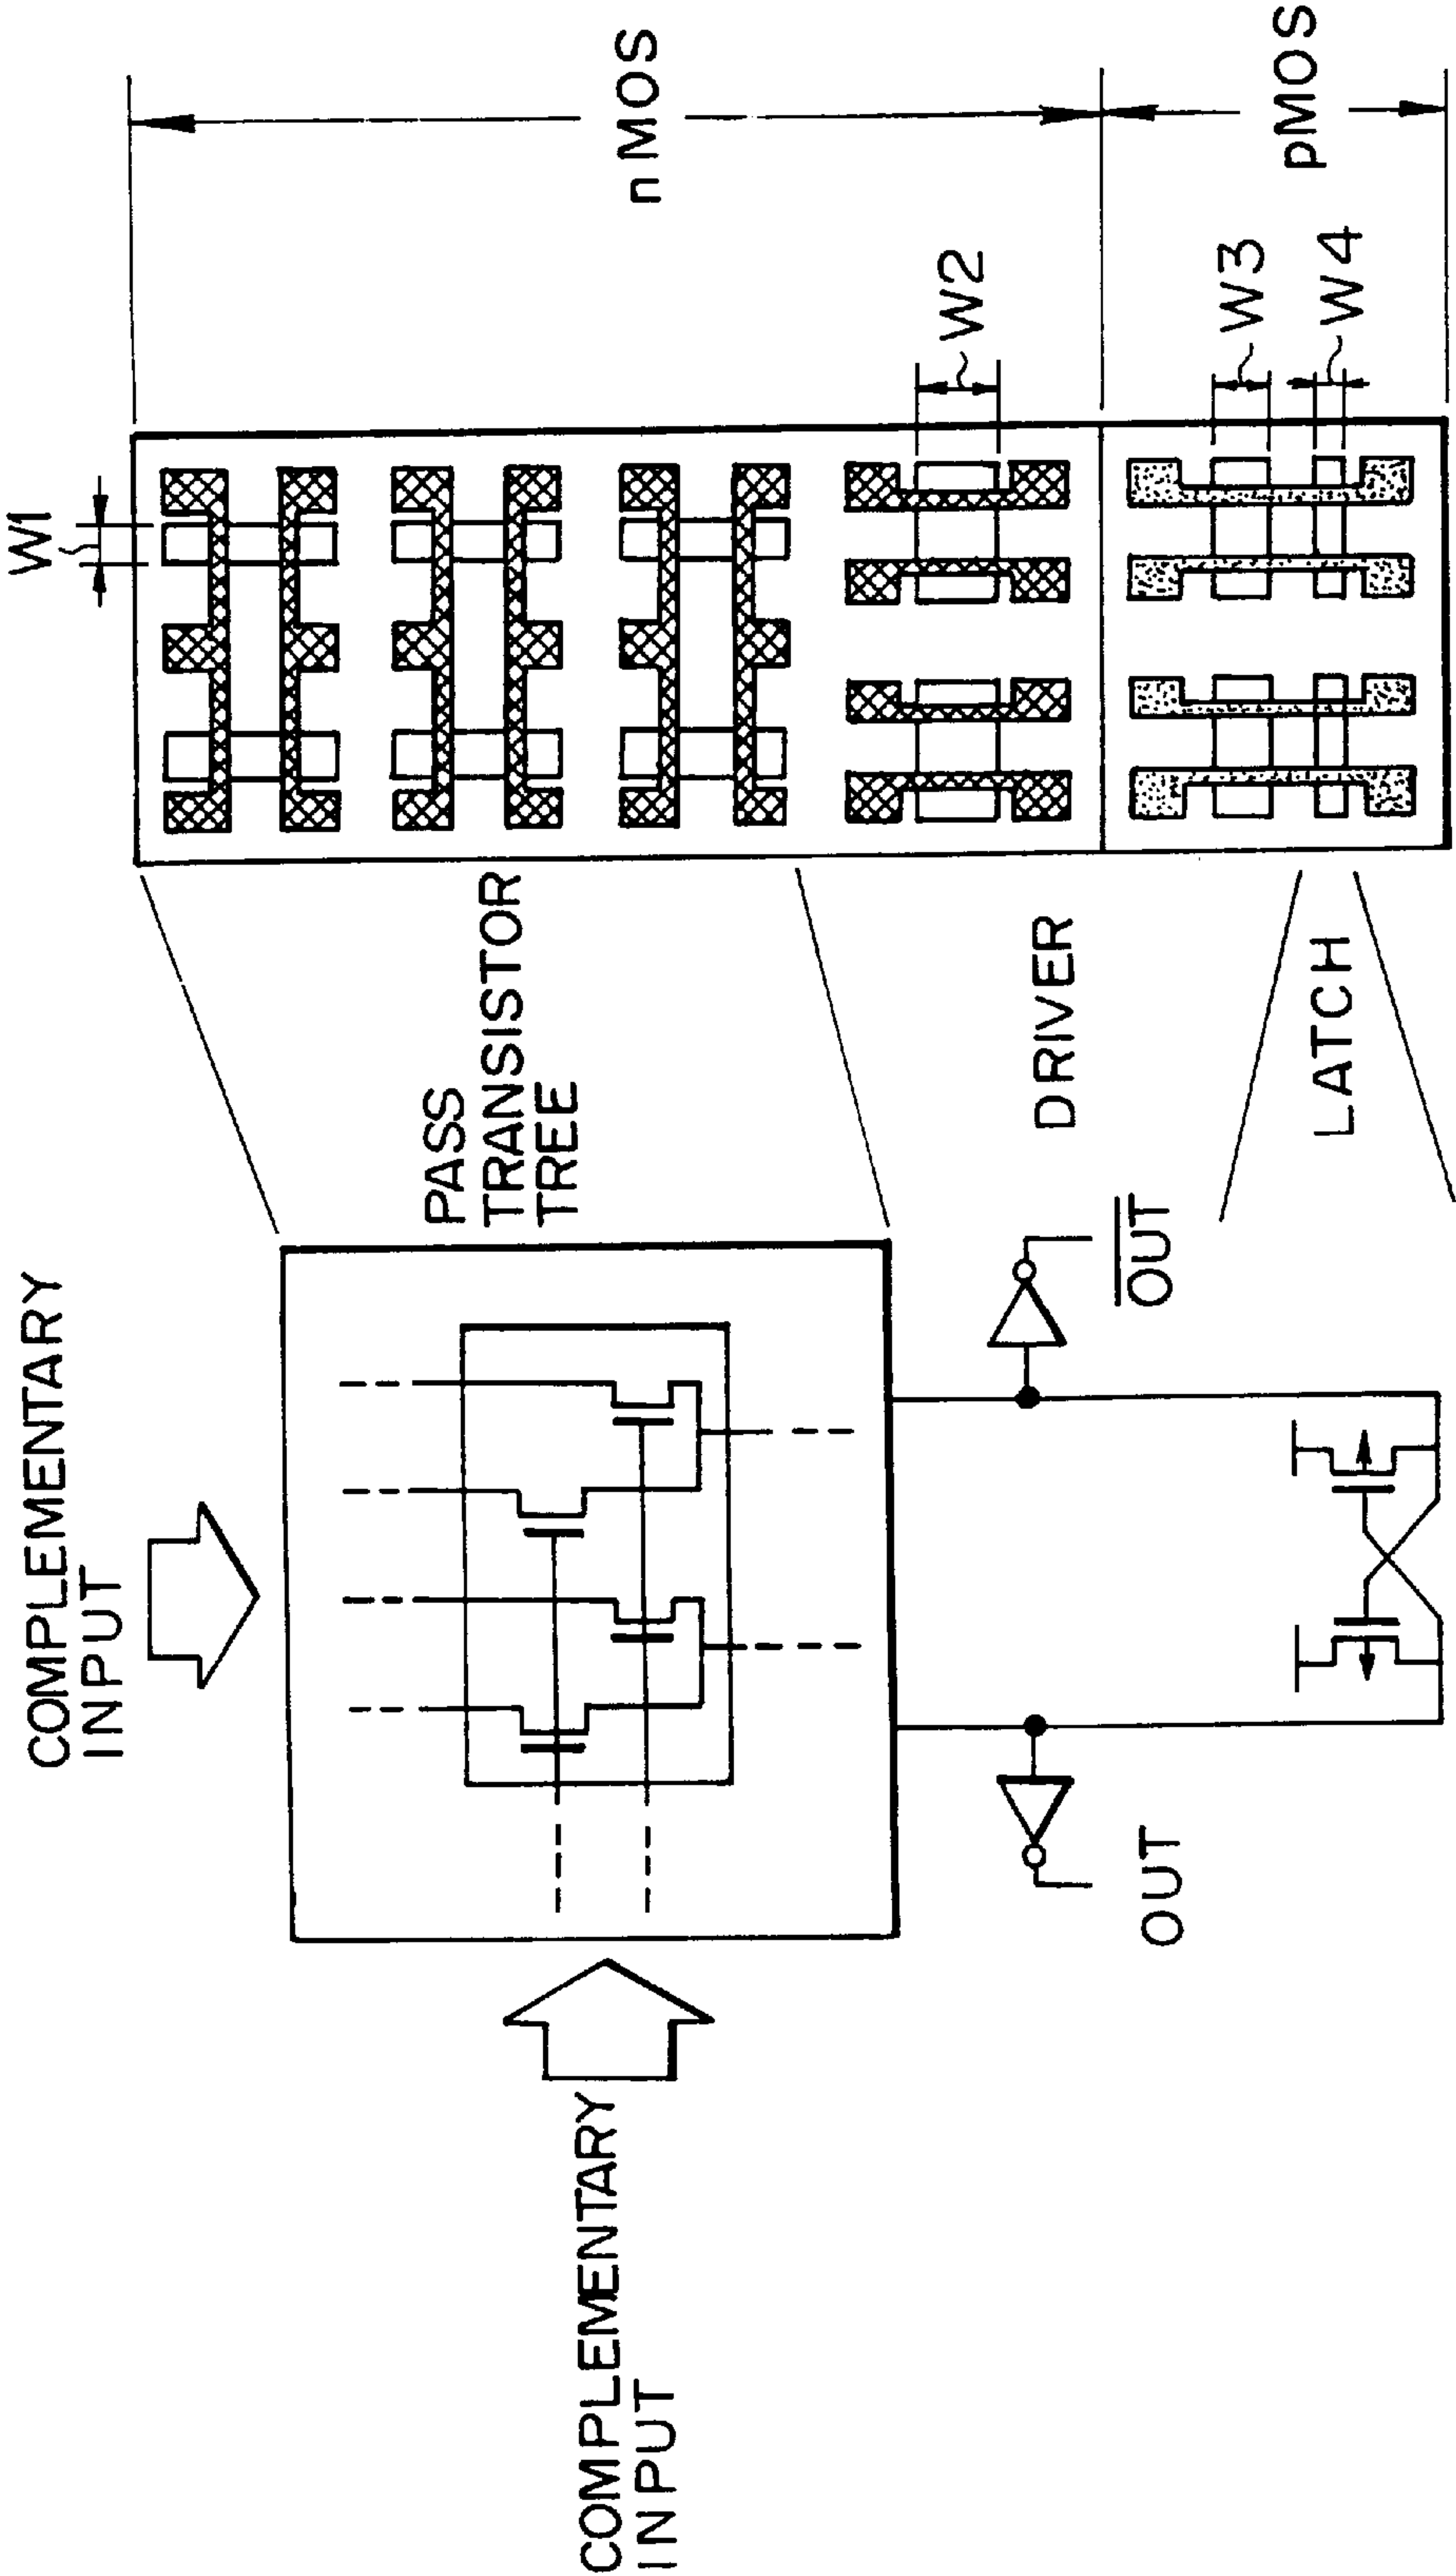 COMPLEMENTARY
INPUT
COMPLEMENTARY
INPUT
PASS
TRANSISTOR
TREE
DRIVER
LATCH
OUT
OUT
W1
W2
W3
W4
nMOS
pMOS